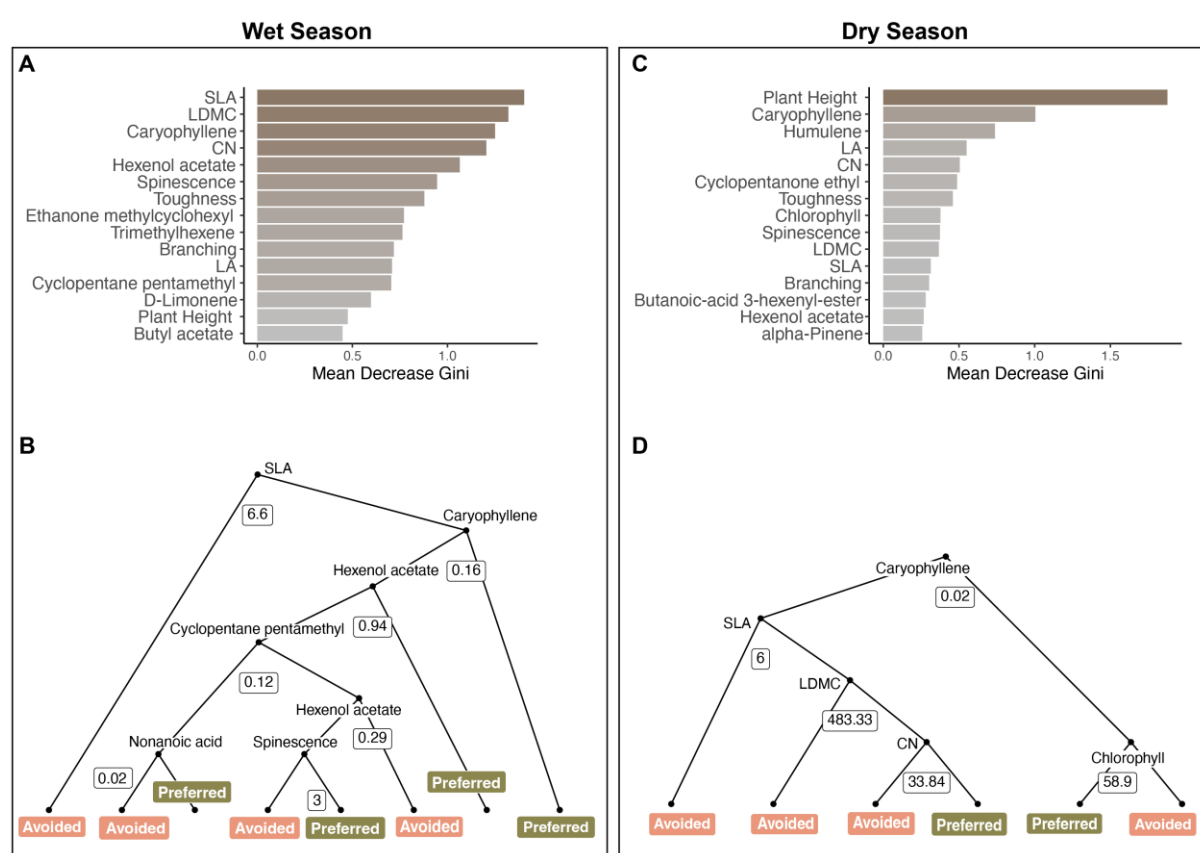 Wet Season
Dry Season
A
SLA
LDMC
Caryophyllene
CN
Hexenol acetate
Spinescence
Toughness
Ethanone methylcyclohexyl
Trimethylhexene
Branching
LA
Cyclopentane pentamethyl
D-Limonene
Plant Height
Butyl acetate
0.0 0.5 1.0
Mean Decrease Gini
C
Plant Height
Caryophyllene
Humulene
LA
CN
Cyclopentanone ethyl
Toughness
Chlorophyll
Spinescence
LDMC
SLA
Branching
Butanoic-acid 3-hexenyl-ester
Hexenol acetate
alpha-Pinene
0.0 0.5 1.0 1.5
Mean Decrease Gini
B
SLA
6.6
Caryophyllene
Hexenol acetate 0.16
Cyclopentane pentamethyl 0.94
0.12
Hexenol acetate
Nonanoic acid Spinescence 0.29
0.02 Preferred Preferred
3
Avoided Avoided Avoided Preferred Avoided Preferred
D
Caryophyllene
0.02
SLA
6
LDMC
483.33
CN
Chlorophyll
33.84 58.9
Avoided Avoided Avoided Preferred Preferred Avoided